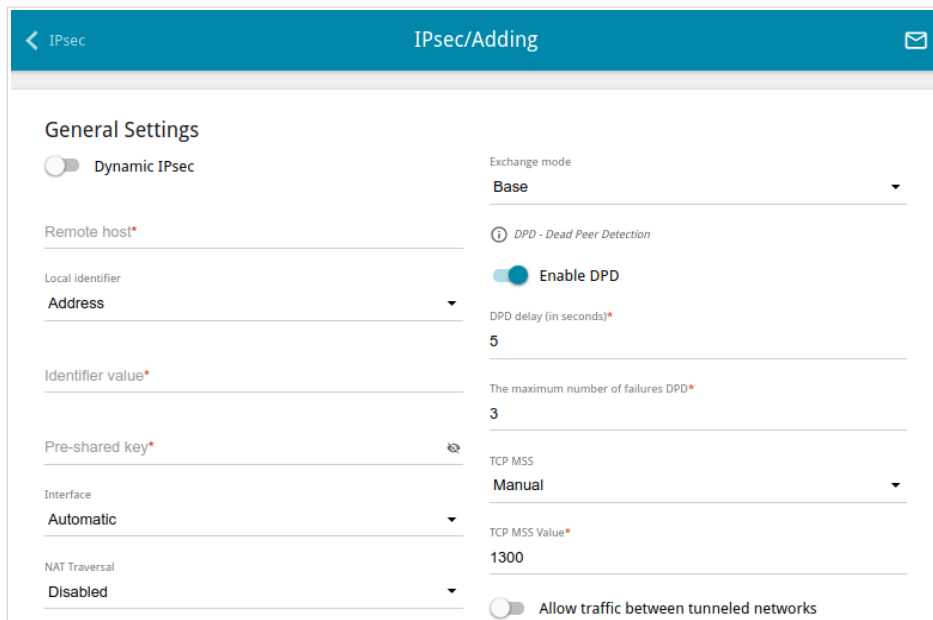 IPsec
IPsec/Adding
General Settings
Dynamic IPsec
Remote host*
Local identifier
Address
Identifier value*
Pre-shared key*
Interface
Automatic
NAT Traversal
Disabled
Exchange mode
Base
DPD - Dead Peer Detection
Enable DPD
DPD delay (in seconds)*
5
The maximum number of failures DPD*
3
TCP MSS
Manual
TCP MSS Value*
1300
Allow traffic between tunneled networks